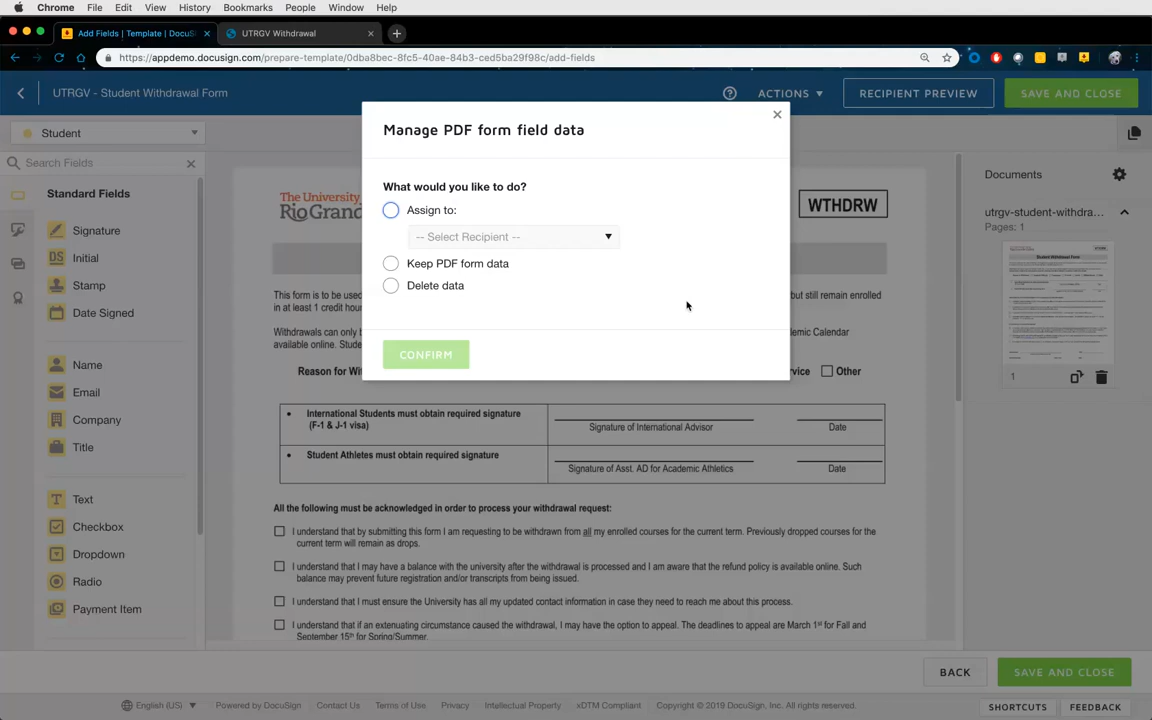 Chrome File Edit View History Bookmarks People Window Help
Add Fields | Template | DocuS
UTRGV Withdrawal
https://appdemo.docusign.com/prepare-template/0dba8bec-8fc5-40ae-84b3-ced5ba29f98c/add-fields
UTRGV - Student Withdrawal Form
ACTIONS
RECIPIENT PREVIEW
SAVE AND CLOSE
Student
Search Fields
Standard Fields
Signature
DS Initial
Stamp
Date Signed
Name
Email
Company
Title
T Text
Checkbox
Dropdown
Radio
Payment Item
Manage PDF form field data
What would you like to do?
Assign to:
-- Select Recipient --
Keep PDF form data
Delete data
CONFIRM
The University
Rio Gran
WTHDRW
This form is to be use
but still remain enrolled
in at least 1 credit hou
Withdrawals can only b
demic Calendar
available online. Stude
Reason for Wit
vice Other
• International Students must obtain required signature
(F-1 & J-1 visa)
Signature of International Advisor Date
• Student Athletes must obtain required signature
Signature of Asst. AD for Academic Athletics Date
All the following must be acknowledged in order to process your withdrawal request:
I understand that by submitting this form I am requesting to be withdrawn from all my enrolled courses for the current term. Previously dropped courses for the
current term will remain as drops.
I understand that I may have a balance with the university after the withdrawal is processed and I am aware that the refund policy is available online. Such
balance may prevent future registration and/or transcripts from being issued.
I understand that I must ensure the University has all my updated contact information in case they need to reach me about this process.
I understand that if an extenuating circumstance caused the withdrawal, I may have the option to appeal. The deadlines to appeal are March 1st for Fall and
September 15th for Spring/Summer.
Documents
utrgv-student-withdra...
Pages: 1
1
BACK
SAVE AND CLOSE
English (US) Powered by DocuSign Contact Us Terms of Use Privacy Intellectual Property xDTM Compliant Copyright © 2019 DocuSign, Inc. All rights reserved.
SHORTCUTS
FEEDBACK